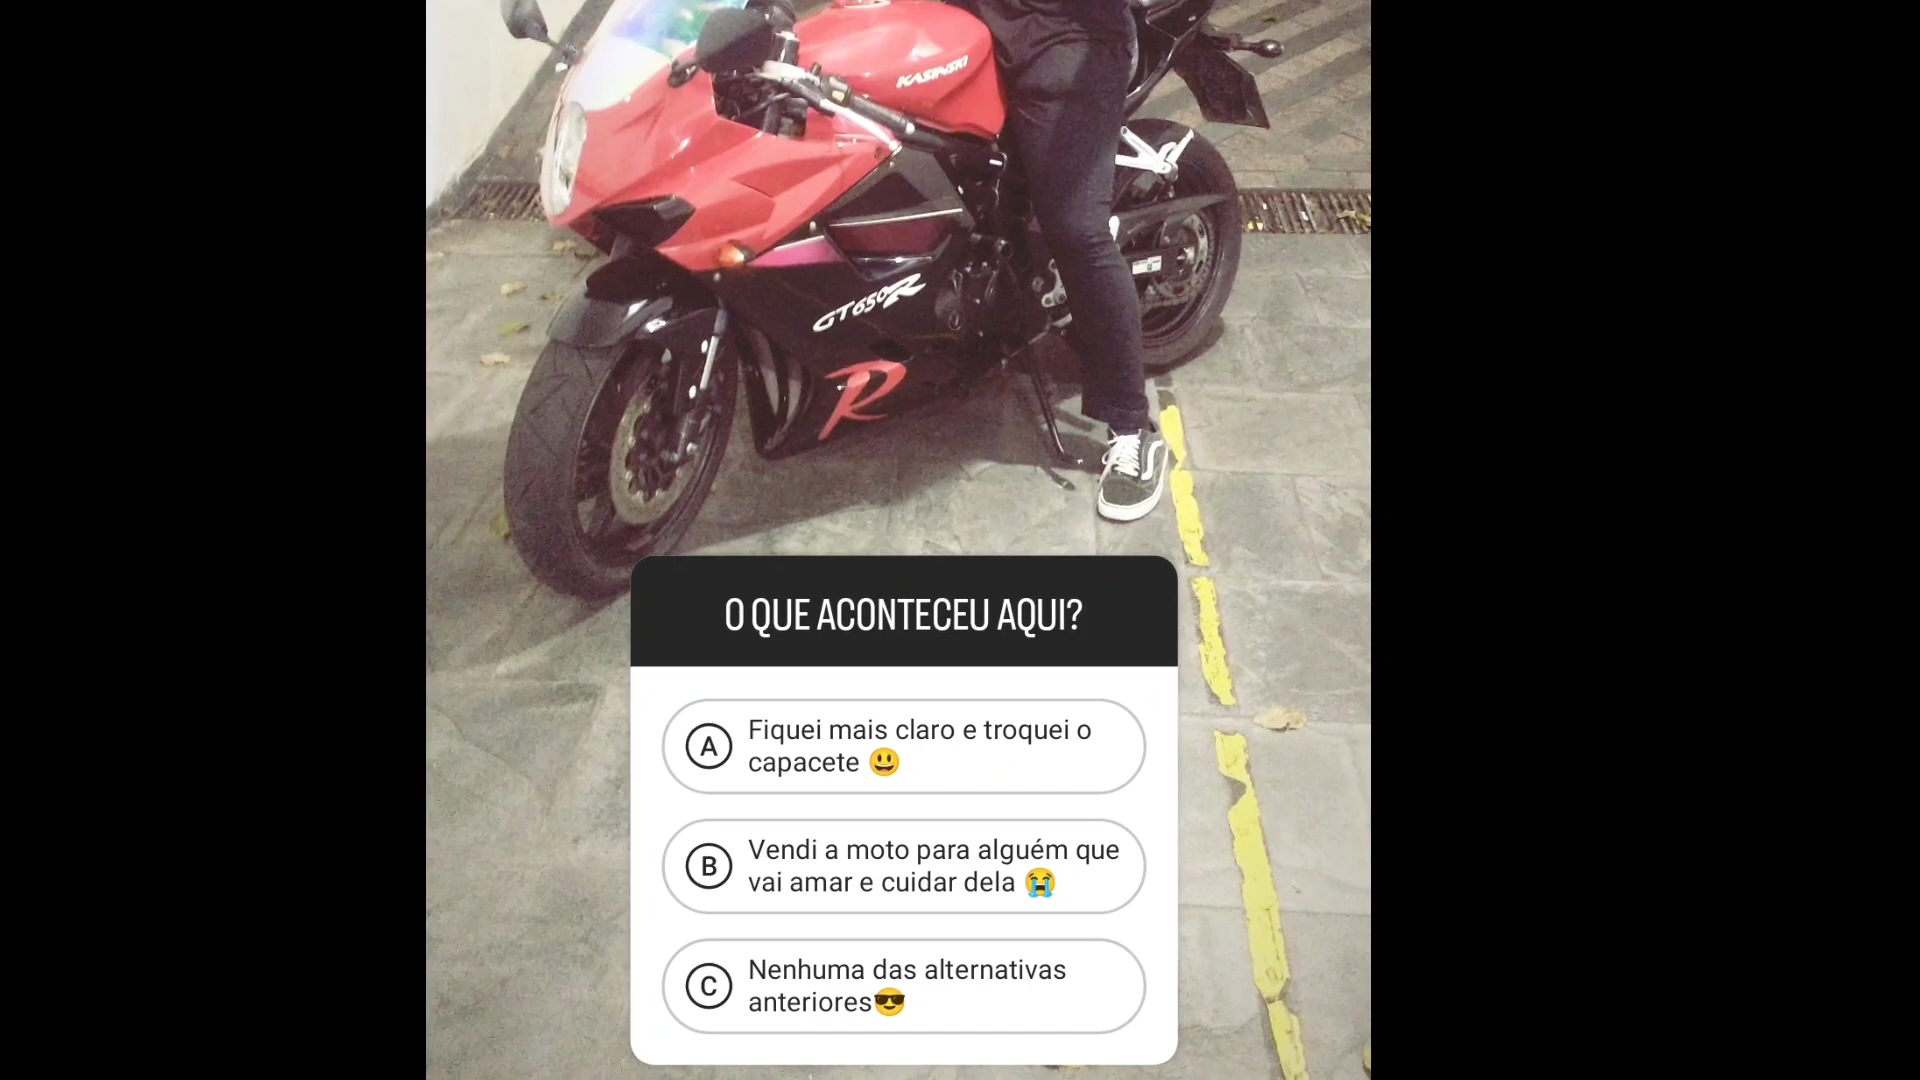 KASINSKI
GT650R
R
O QUE ACONTECEU AQUI?
A
Fiquei mais claro e troquei o
capacete 😃
B
Vendi a moto para alguém que
vai amar e cuidar dela 😭
C
Nenhuma das alternativas
anteriores😎